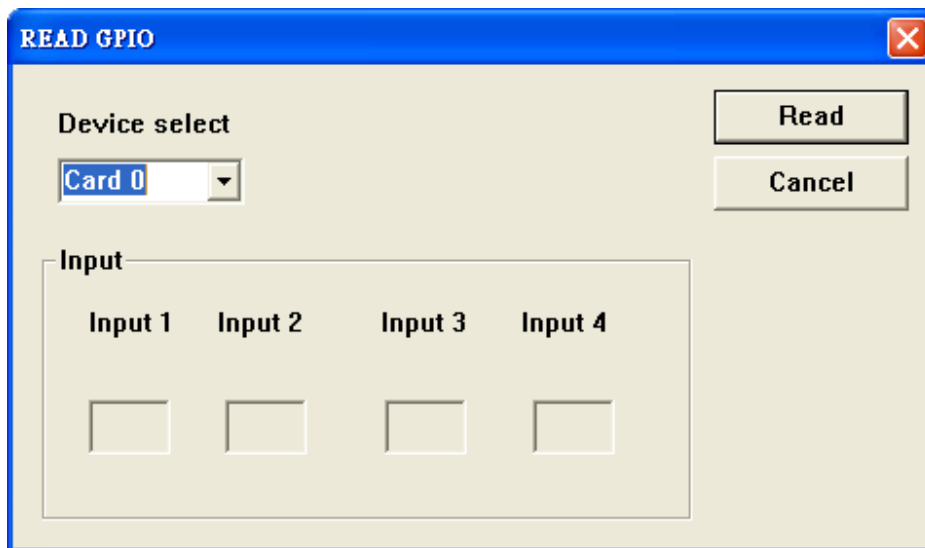 READ GPIO
Device select
Read
Card 0
Cancel
Input
Input 1 Input 2 Input 3 Input 4